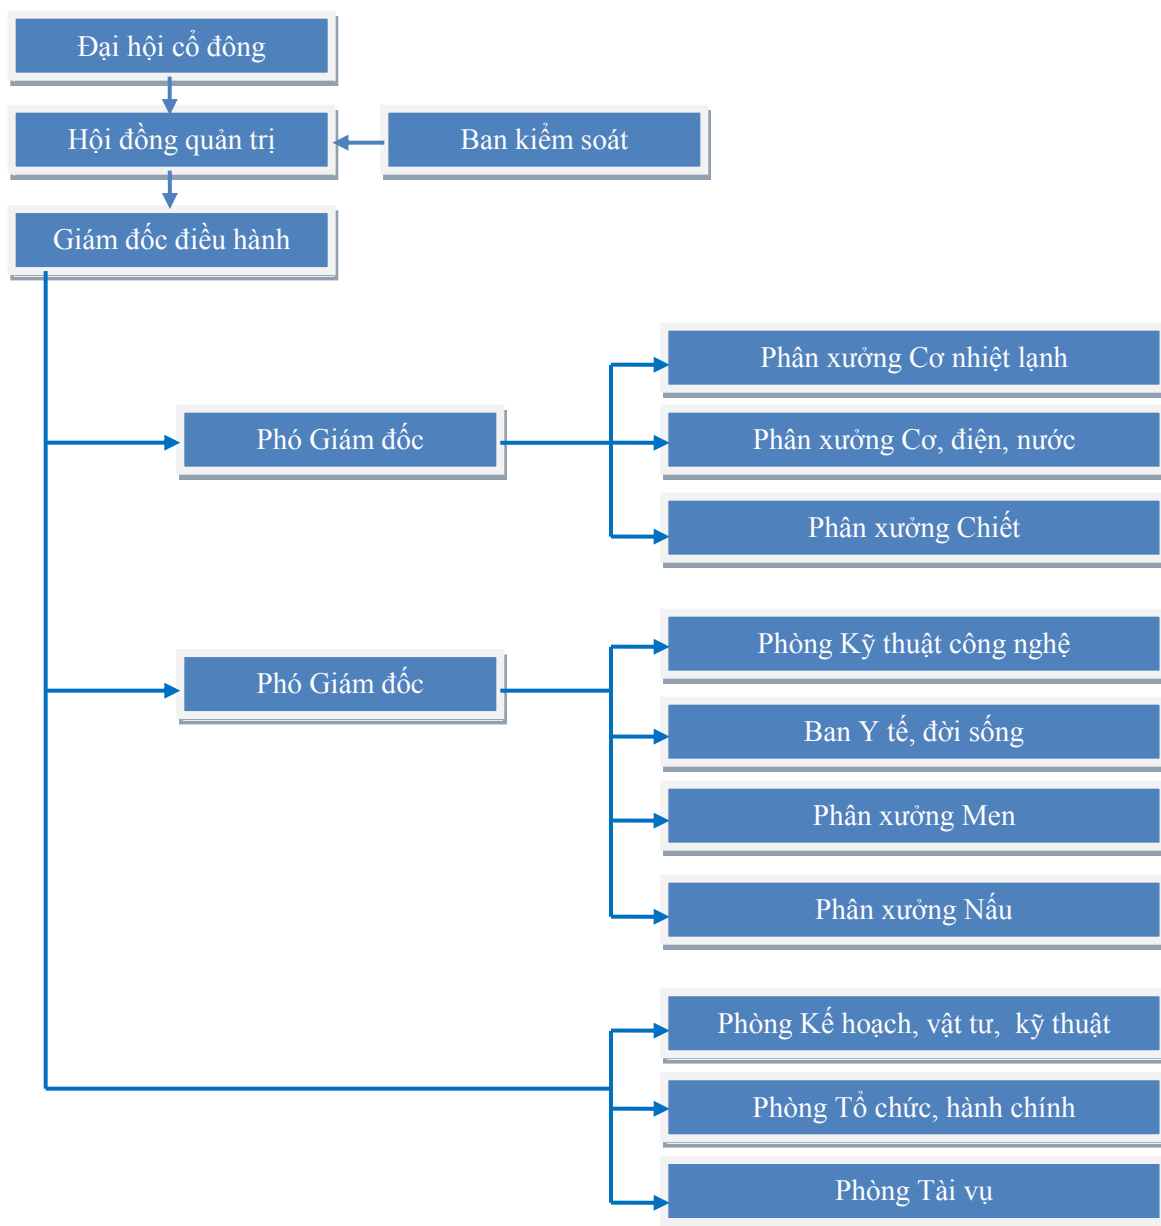 Đại hội cổ đông
Hội đồng quản trị
Ban kiểm soát
Giám đốc điều hành
Phân xưởng Cơ nhiệt lạnh
Phó Giám đốc
Phân xưởng Cơ, điện, nước
Phân xưởng Chiết
Phòng Kỹ thuật công nghệ
Phó Giám đốc
Ban Y tế, đời sống
Phân xưởng Men
Phân xưởng Nấu
Phòng Kế hoạch, vật tư, kỹ thuật
Phòng Tổ chức, hành chính
Phòng Tài vụ